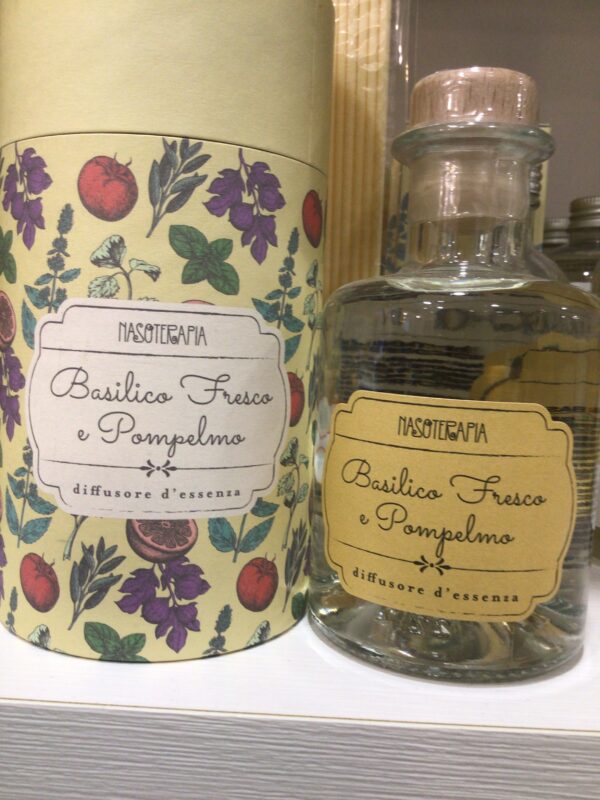 NASOTERAPIA
Basilico Fresco
e Pompelmo
diffusore d'essenza
NASOTERAPIA
Basilico Fresco
e Pompelmo
diffusore d'essenza